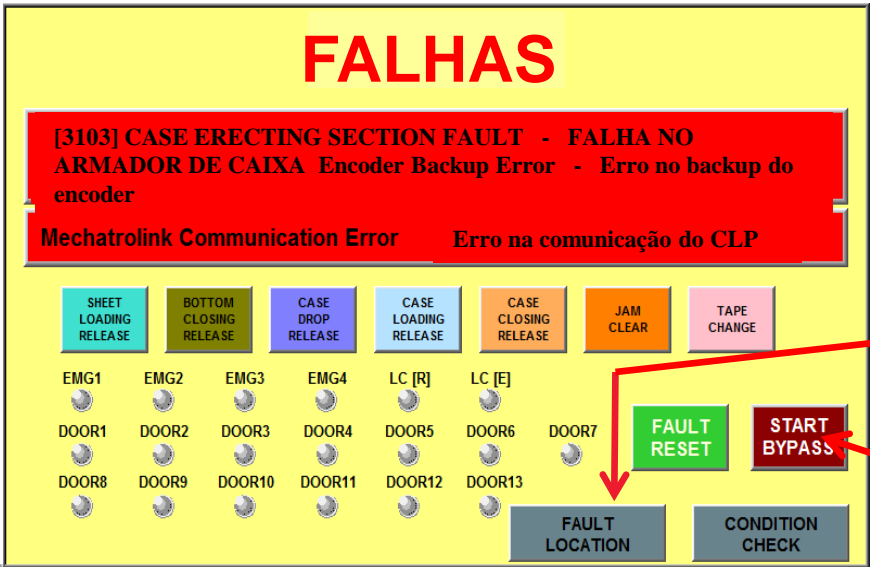 FALHAS
[3103] CASE ERECTING SECTION FAULT - FALHA NO
ARMADOR DE CAIXA Encoder Backup Error - Erro no backup do
encoder
Mechatrolink Communication Error Erro na comunicação do CLP
SHEET
LOADING
RELEASE
BOTTOM
CLOSING
RELEASE
CASE
DROP
RELEASE
CASE
LOADING
RELEASE
CASE
CLOSING
RELEASE
JAM
CLEAR
TAPE
CHANGE
EMG1 EMG2 EMG3 EMG4 LC [R] LC [E]
DOOR1 DOOR2 DOOR3 DOOR4 DOOR5 DOOR6 DOOR7
FAULT
RESET
START
BYPASS
DOOR8 DOOR9 DOOR10 DOOR11 DOOR12 DOOR13
FAULT
LOCATION
CONDITION
CHECK